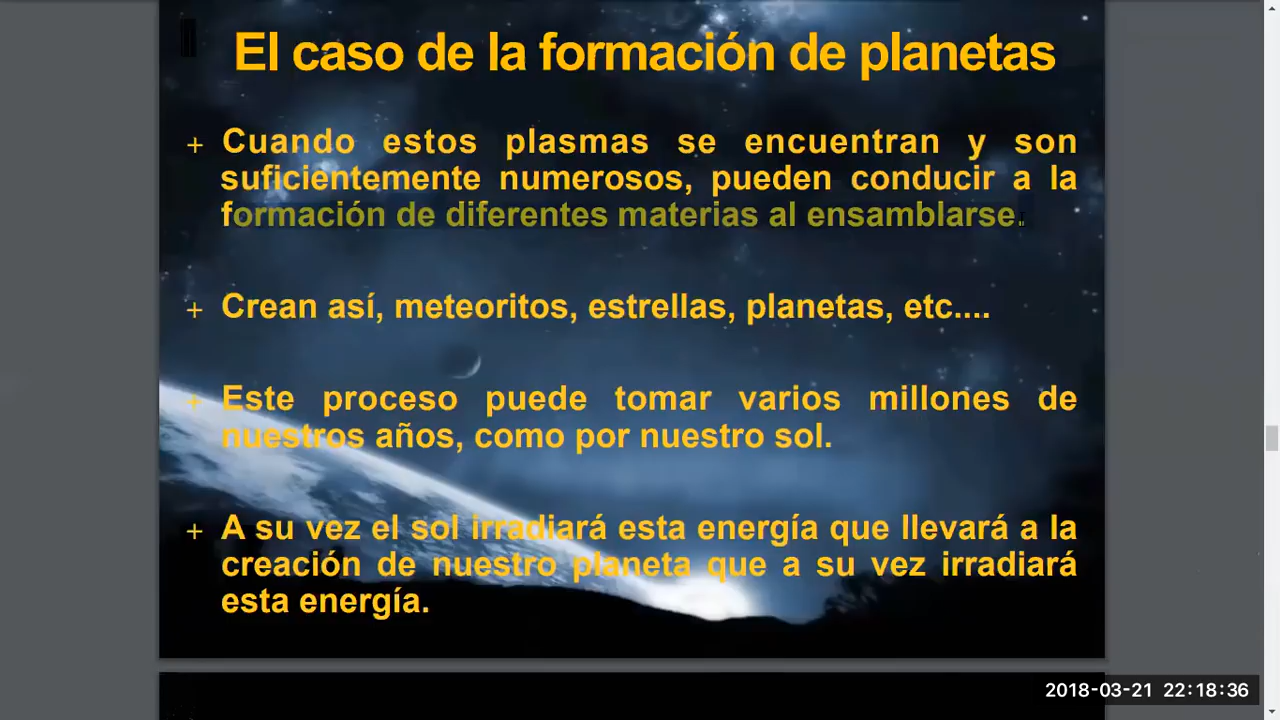 El caso de la formación de planetas
+ Cuando estos plasmas se encuentran y son
suficientemente numerosos, pueden conducir a la
formación de diferentes materias al ensamblarse.
+ Crean así, meteoritos, estrellas, planetas, etc....
+ Este proceso puede tomar varios millones de
nuestros años, como por nuestro sol.
+ A su vez el sol irradiará esta energía que llevará a la
creación de nuestro planeta que a su vez irradiará
esta energía.
2018-03-21 22:18:36